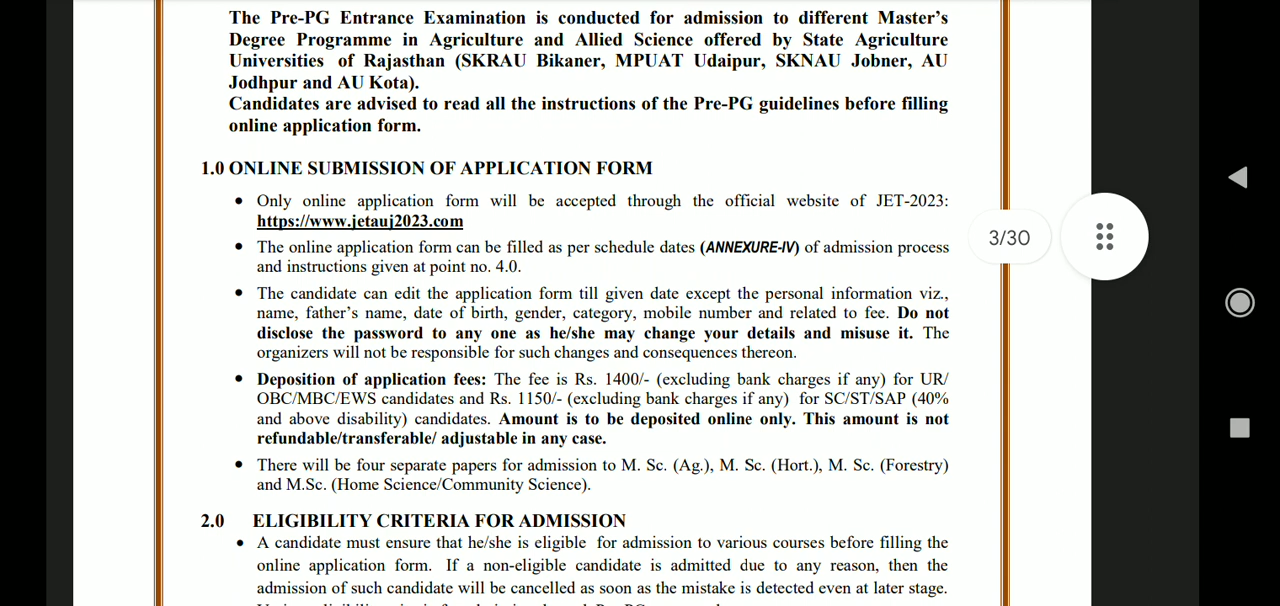 The Pre-PG Entrance Examination is conducted for admission to different Master's
Degree Programme in Agriculture and Allied Science offered by State Agriculture
Universities of Rajasthan (SKRAU Bikaner, MPUAT Udaipur, SKNAU Jobner, AU
Jodhpur and AU Kota).
Candidates are advised to read all the instructions of the Pre-PG guidelines before filling
online application form.
1.0 ONLINE SUBMISSION OF APPLICATION FORM
• Only online application form will be accepted through the official website of JET-2023:
https://www.jetauj2023.com
• The online application form can be filled as per schedule dates (ANNEXURE-IV) of admission process
and instructions given at point no. 4.0.
• The candidate can edit the application form till given date except the personal information viz.,
name, father's name, date of birth, gender, category, mobile number and related to fee. Do not
disclose the password to any one as he/she may change your details and misuse it. The
organizers will not be responsible for such changes and consequences thereon.
• Deposition of application fees: The fee is Rs. 1400/- (excluding bank charges if any) for UR/
OBC/MBC/EWS candidates and Rs. 1150/- (excluding bank charges if any) for SC/ST/SAP (40%
and above disability) candidates. Amount is to be deposited online only. This amount is not
refundable/transferable/ adjustable in any case.
• There will be four separate papers for admission to M. Sc. (Ag.), M. Sc. (Hort.), M. Sc. (Forestry)
and M.Sc. (Home Science/Community Science).
2.0 ELIGIBILITY CRITERIA FOR ADMISSION
• A candidate must ensure that he/she is eligible for admission to various courses before filling the
online application form. If a non-eligible candidate is admitted due to any reason, then the
admission of such candidate will be cancelled as soon as the mistake is detected even at later stage.
3/30